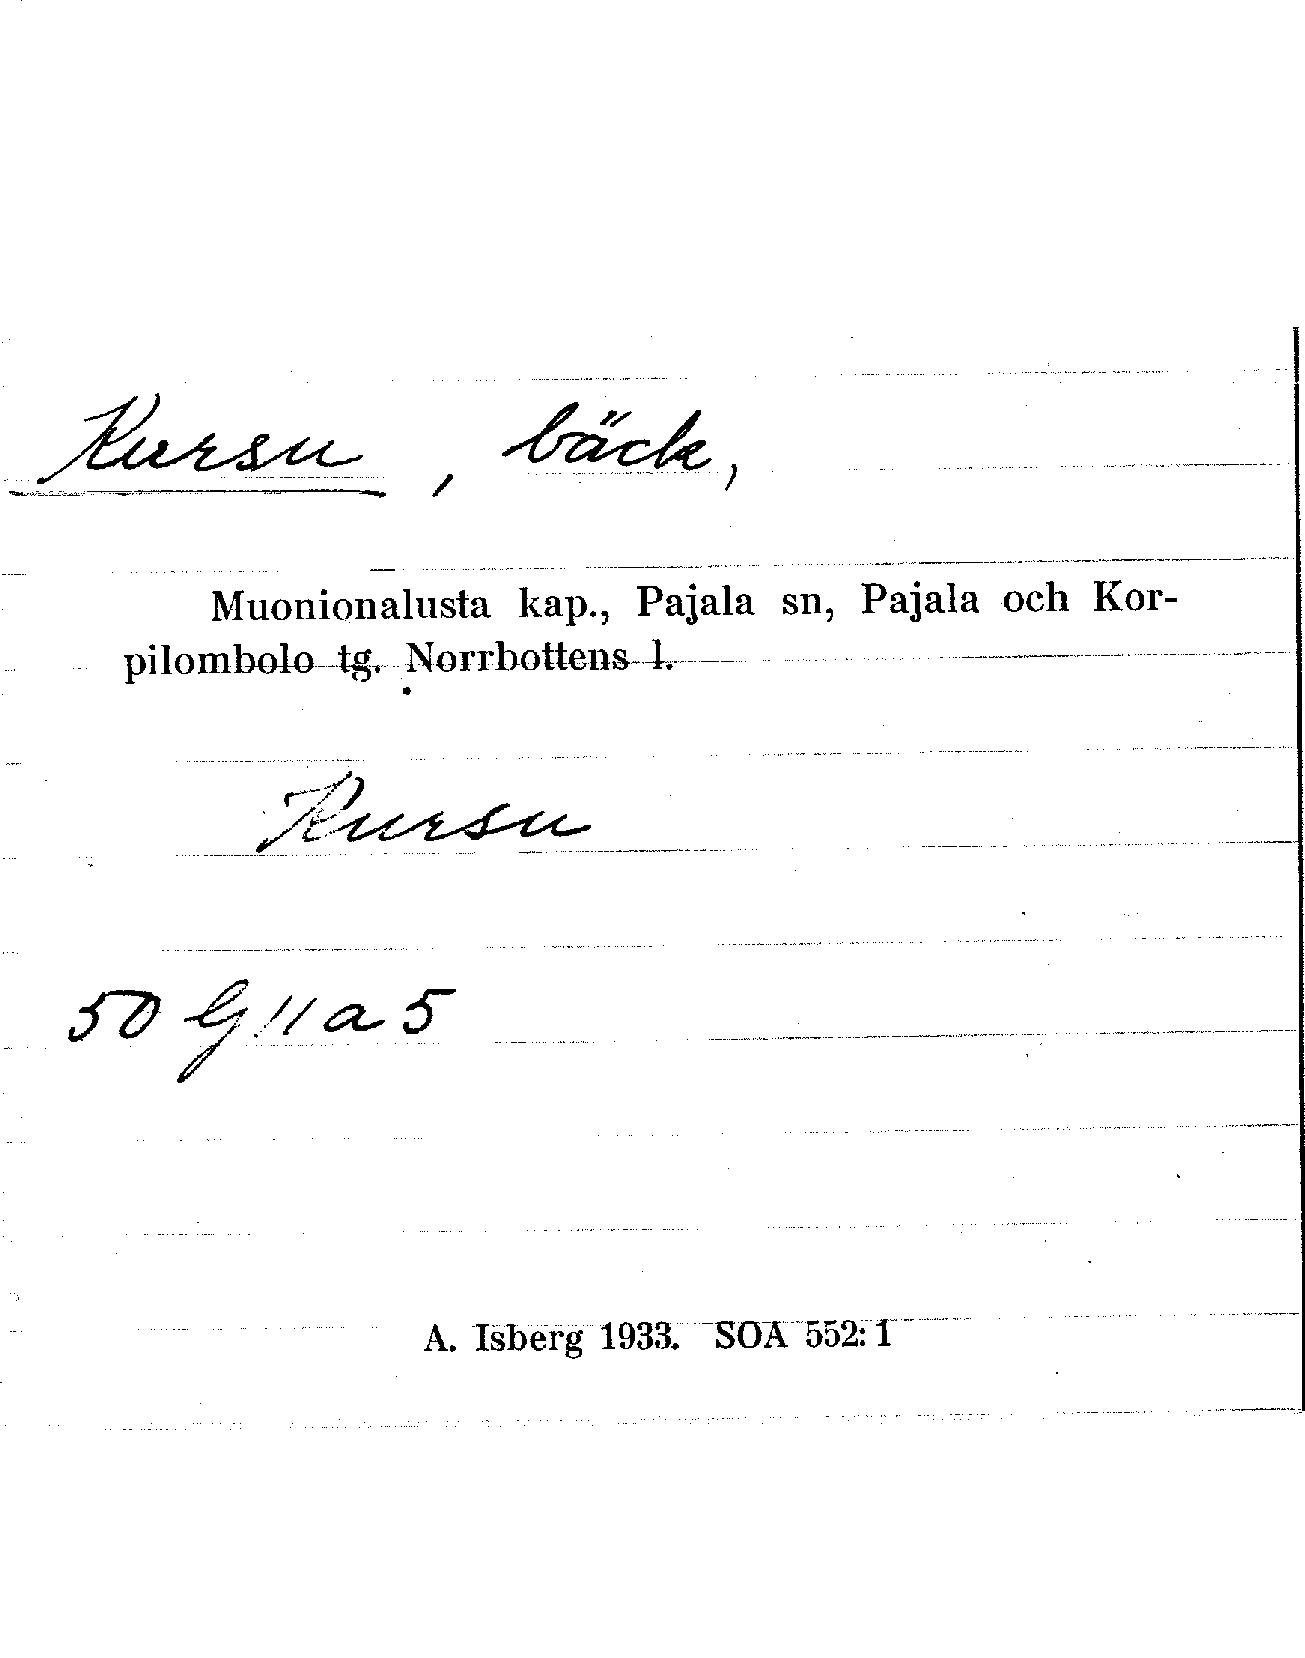 Kursu, bäck,
Muonionalusta kap., Pajala sn, Pajala och Kor-
pilombolo tg. Norrbottens l.
Kursu
50 G 11 a 5
A. Isberg 1933. SOA 552: 1